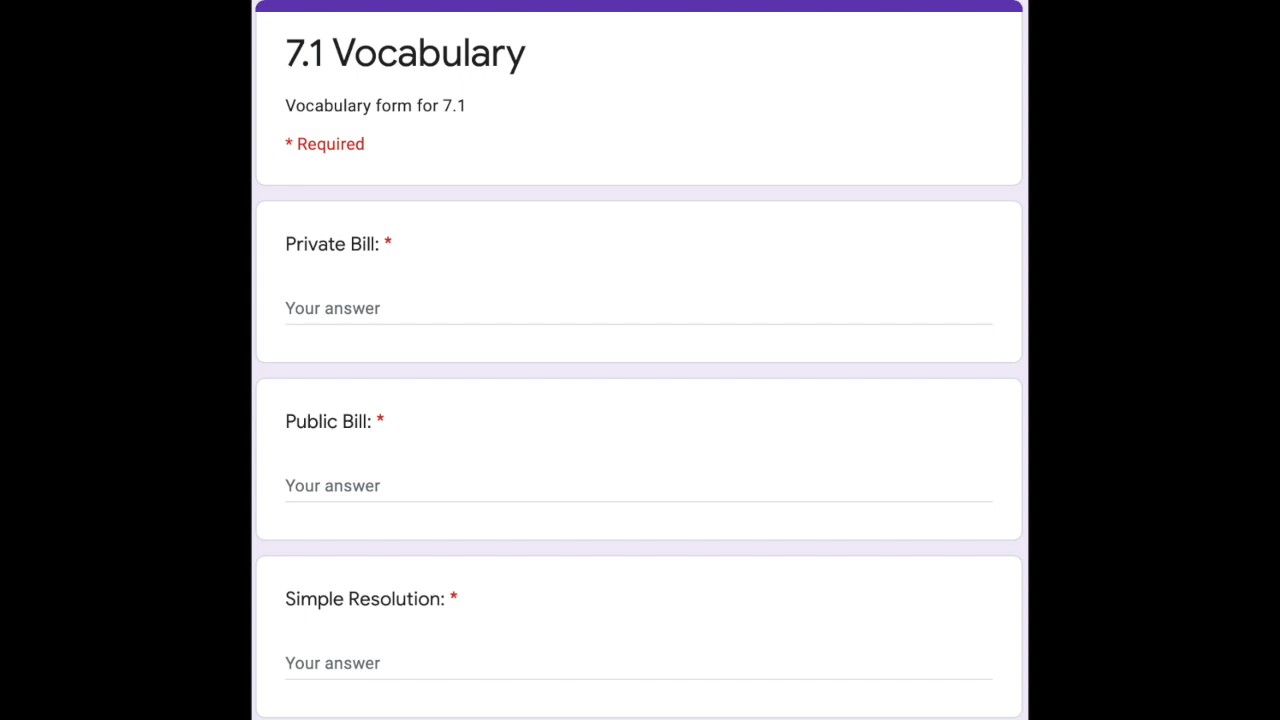 7.1 Vocabulary
Vocabulary form for 7.1
* Required
Private Bill: *
Your answer
Public Bill: *
Your answer
Simple Resolution: *
Your answer